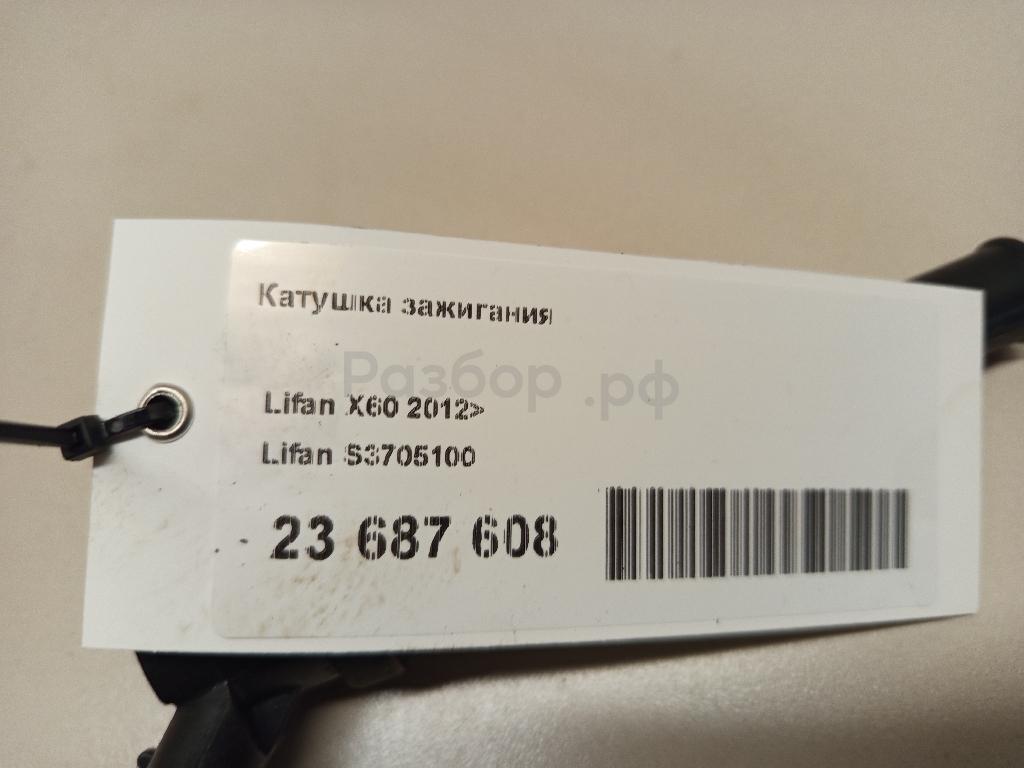 Катушка зажигания
Разбор.рф
Lifan X60 2012>
Lifan S3705100
23 687 608